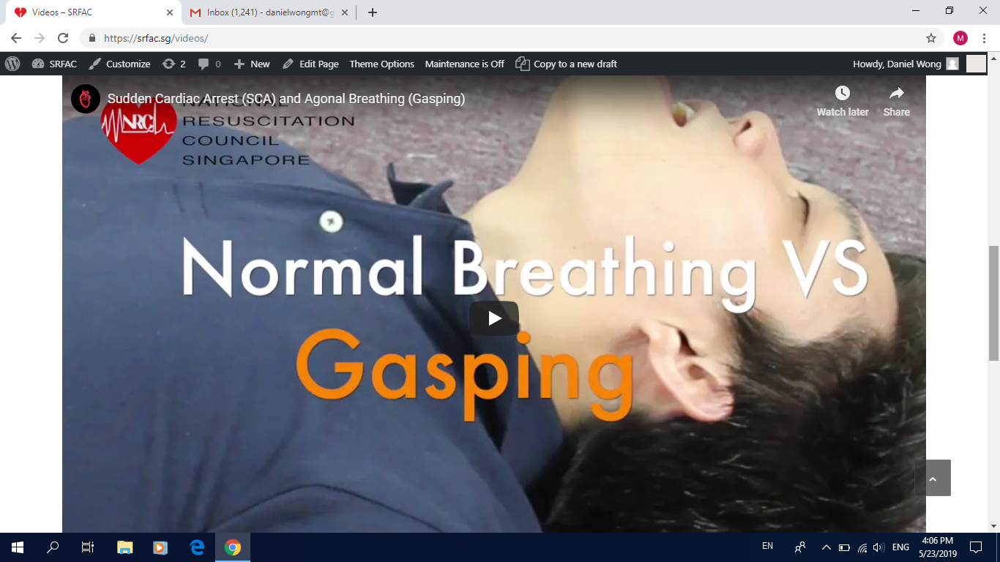 Videos – SRFAC
Inbox (1,241) - danielwongmt@g
https://srfac.sg/videos/
M
SRFAC
Customize
2
0
New
Edit Page
Theme Options
Maintenance is Off
Copy to a new draft
Howdy, Daniel Wong
Sudden Cardiac Arrest (SCA) and Agonal Breathing (Gasping)
Watch later
Share
NRC
NATIONAL
RESUSCITATION
COUNCIL
SINGAPORE
Normal Breathing VS
Gasping
EN
ENG
4:06 PM
5/23/2019